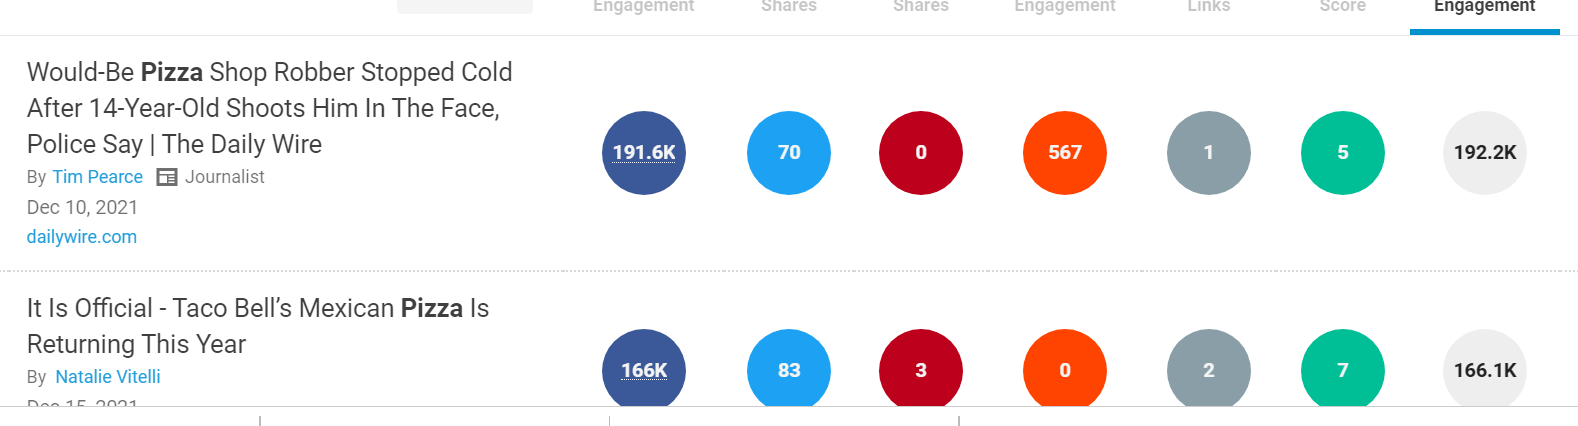 Engagement Shares Shares Engagement Links Score Engagement
Would-Be Pizza Shop Robber Stopped Cold
After 14-Year-Old Shoots Him In The Face,
Police Say | The Daily Wire
191.6K 70 0 567 1 5 192.2K
By Tim Pearce Journalist
Dec 10, 2021
dailywire.com
It Is Official - Taco Bell’s Mexican Pizza Is
Returning This Year
166K 83 3 0 2 7 166.1K
By Natalie Vitelli
Dec 15, 2021